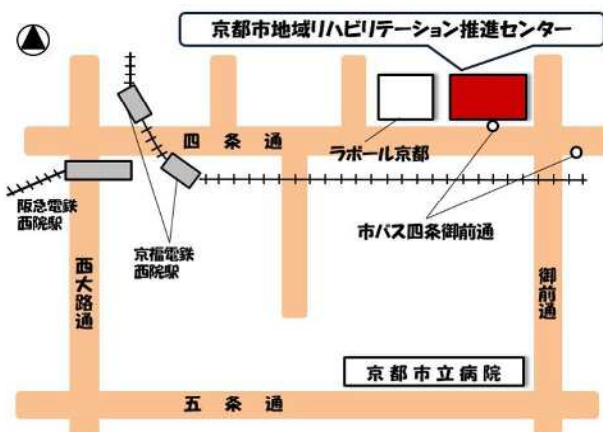 京都市地域リハビリテーション推進センター
四条通
ラボール京都
阪急電鉄
西院駅
京福電鉄
西院駅
市バス四条御前通
西大路通
御前通
京都市立病院
五条通